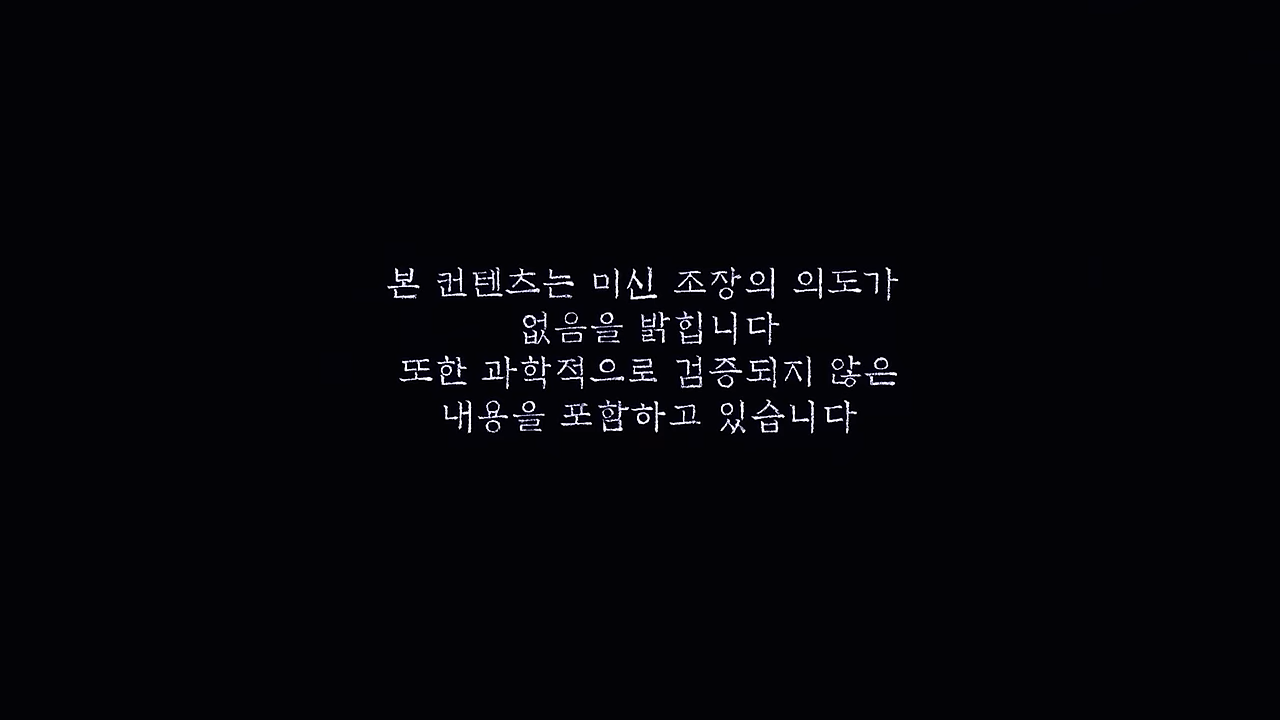 본 컨텐츠는 미신 조장의 의도가
없음을 밝힙니다
또한 과학적으로 검증되지 않은
내용을 포함하고 있습니다